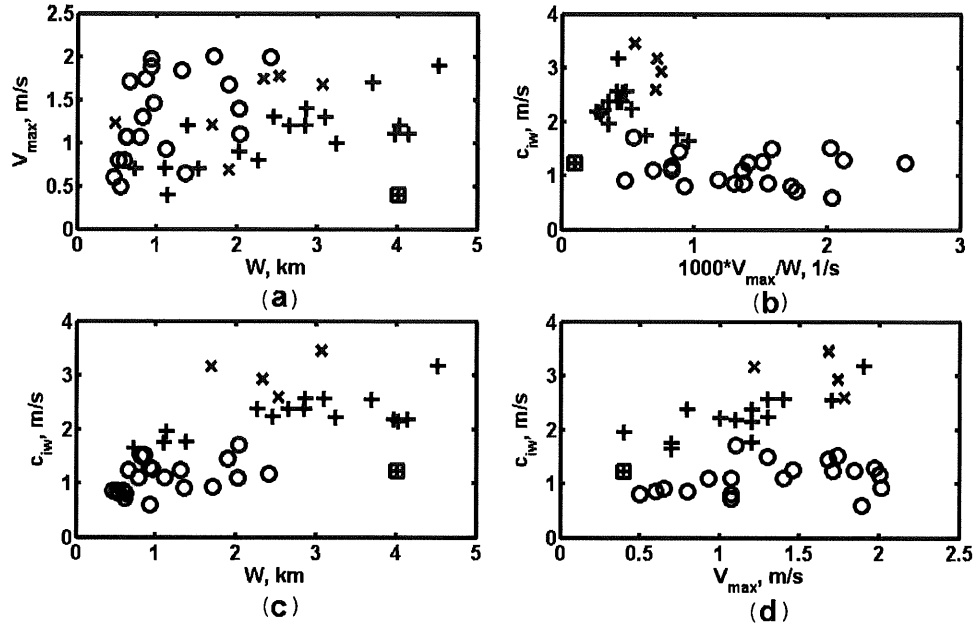 2.5
2
1.5
1
0.5
0
V_max, m/s
0 1 2 3 4 5
W, km
(a)
4
3
2
1
0
c_iw, m/s
0 1 2 3
1000*V_max/W, 1/s
(b)
4
3
2
1
0
c_iw, m/s
0 1 2 3 4 5
W, km
(c)
4
3
2
1
0
c_iw, m/s
0 0.5 1 1.5 2 2.5
V_max, m/s
(d)